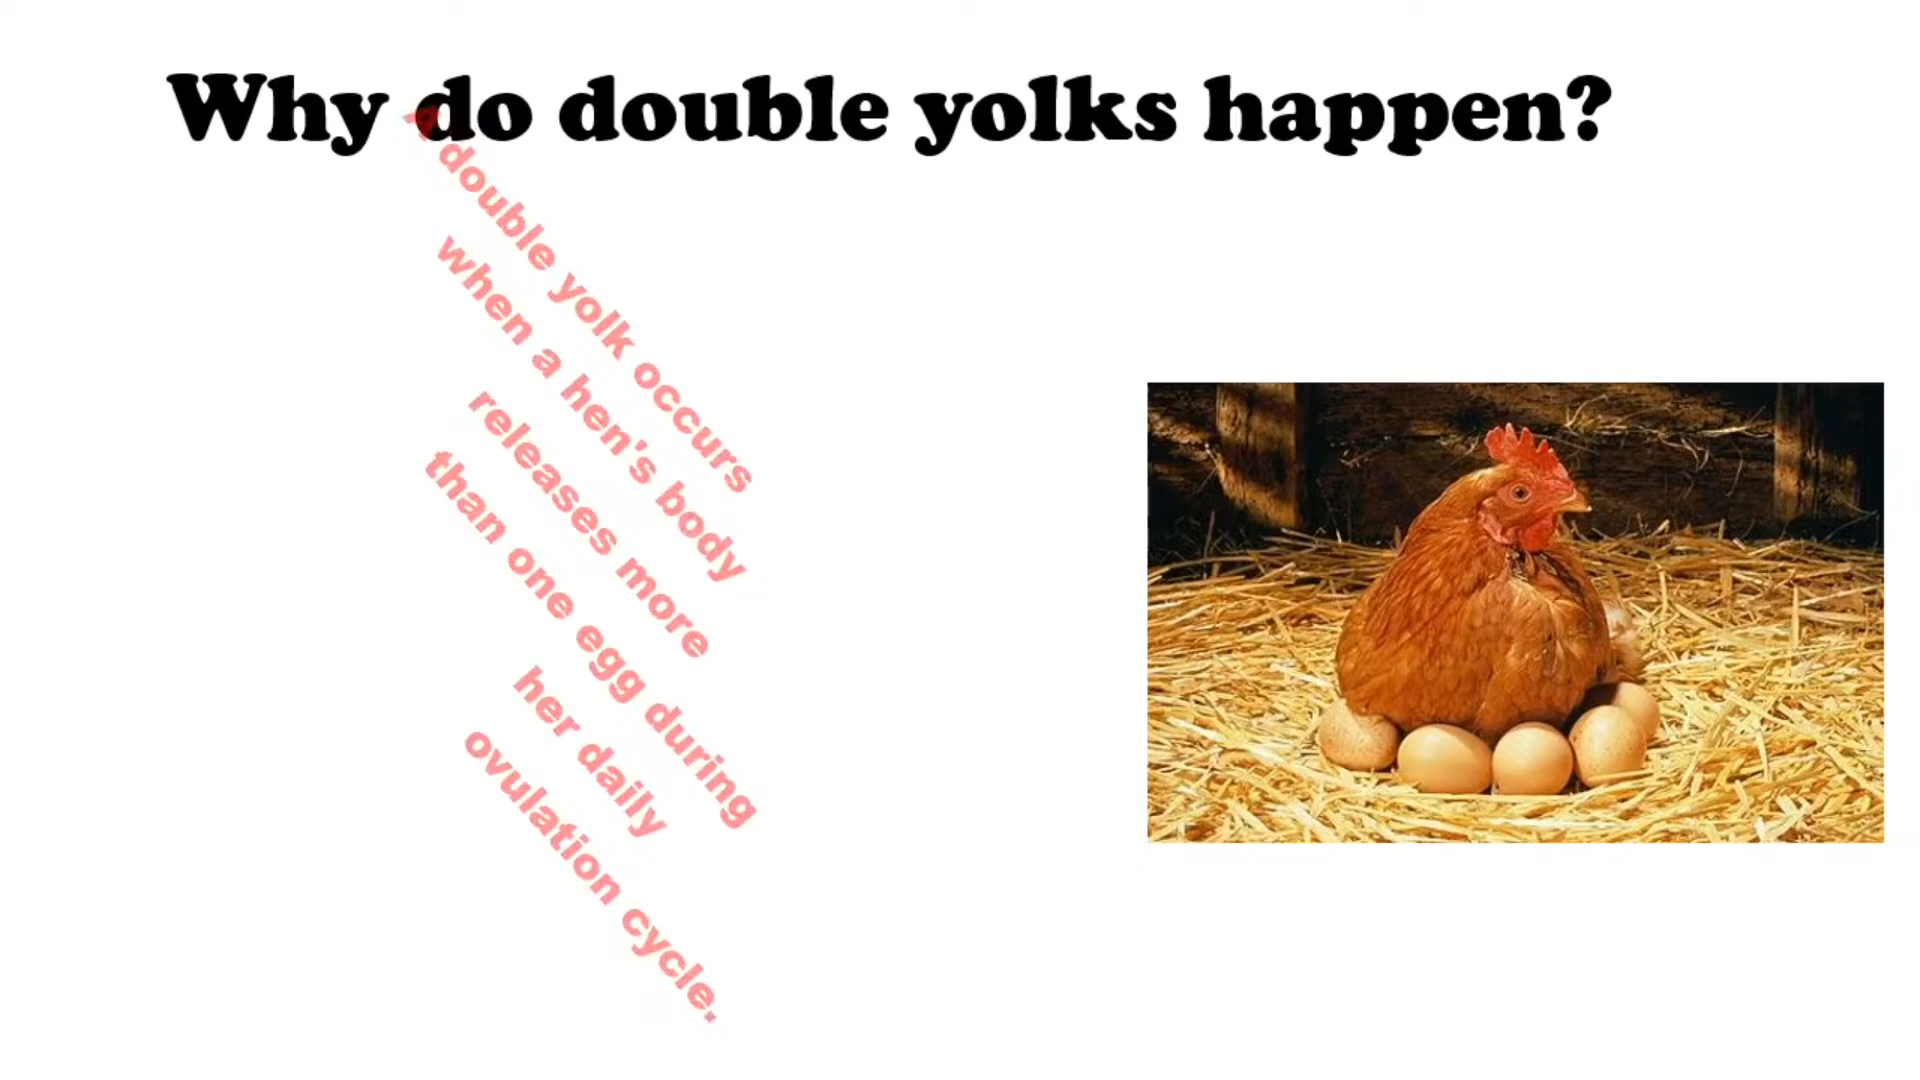 Why do double yolks happen?
A double yolk occurs
when a hen's body
releases more
than one egg during
her daily
ovulation cycle.